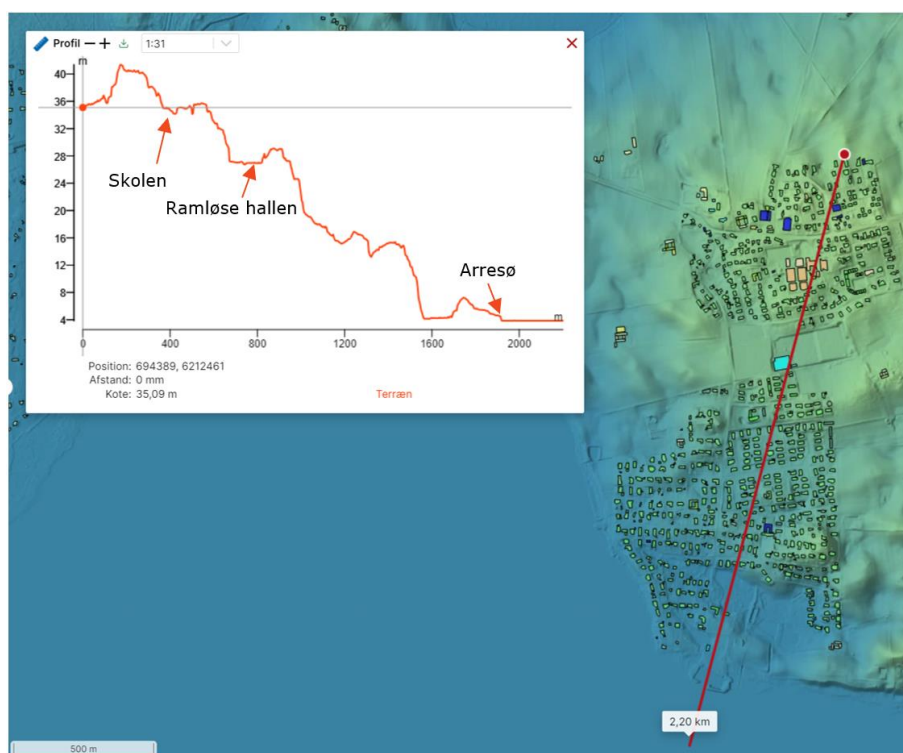 Profil − + 1:31
m
40
36
32
28
24
20
16
12
8
4
Skolen
Ramløse hallen
Arresø
m
0 400 800 1200 1600 2000
Position: 694389, 6212461
Afstand: 0 mm
Kote: 35,09 m
Terræn
2,20 km
500 m